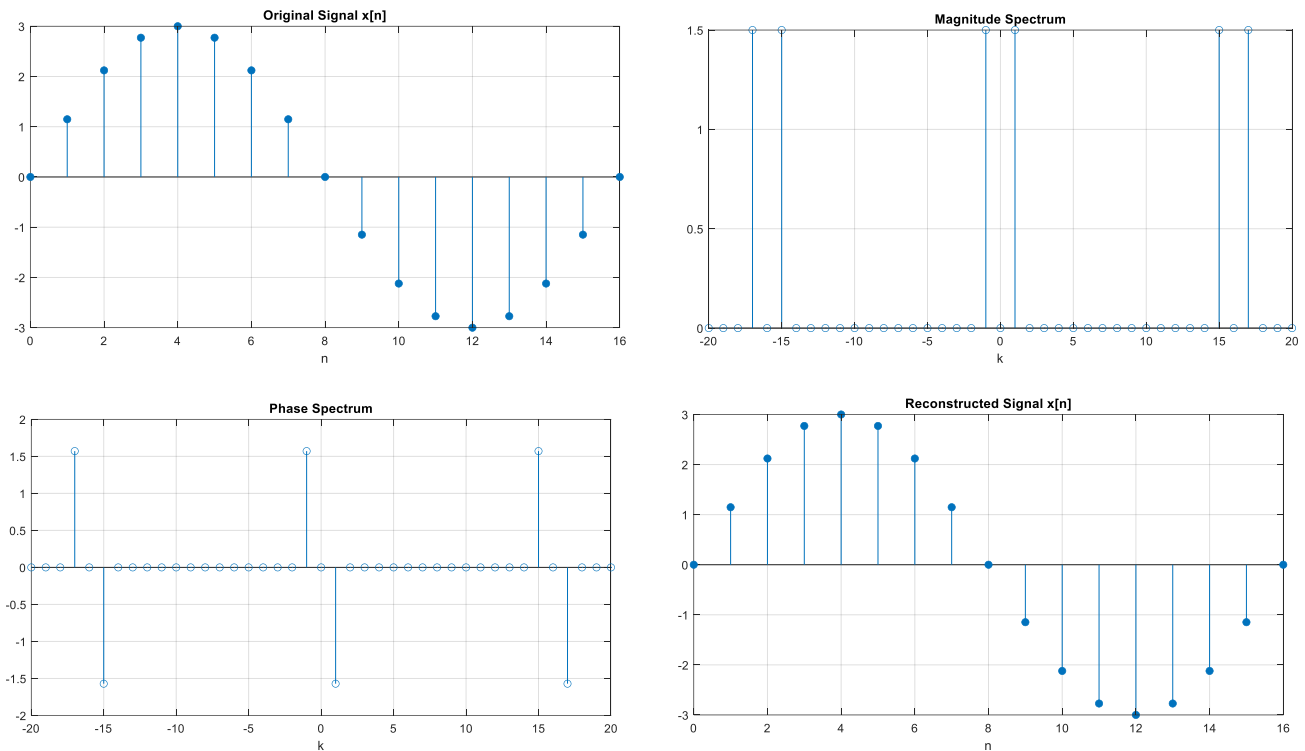 Original Signal x[n]
3
2
1
0
-1
-2
-3
0 2 4 6 8 10 12 14 16
n
Magnitude Spectrum
1.5
1
0.5
0
-20 -15 -10 -5 0 5 10 15 20
k
Phase Spectrum
2
1.5
1
0.5
0
-0.5
-1
-1.5
-2
-20 -15 -10 -5 0 5 10 15 20
k
Reconstructed Signal x[n]
3
2
1
0
-1
-2
-3
0 2 4 6 8 10 12 14 16
n